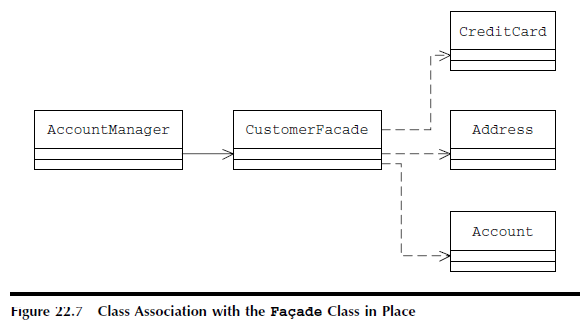 CreditCard
AccountManager
CustomerFacade
Address
Account
Figure 22.7 Class Association with the Façade Class in Place